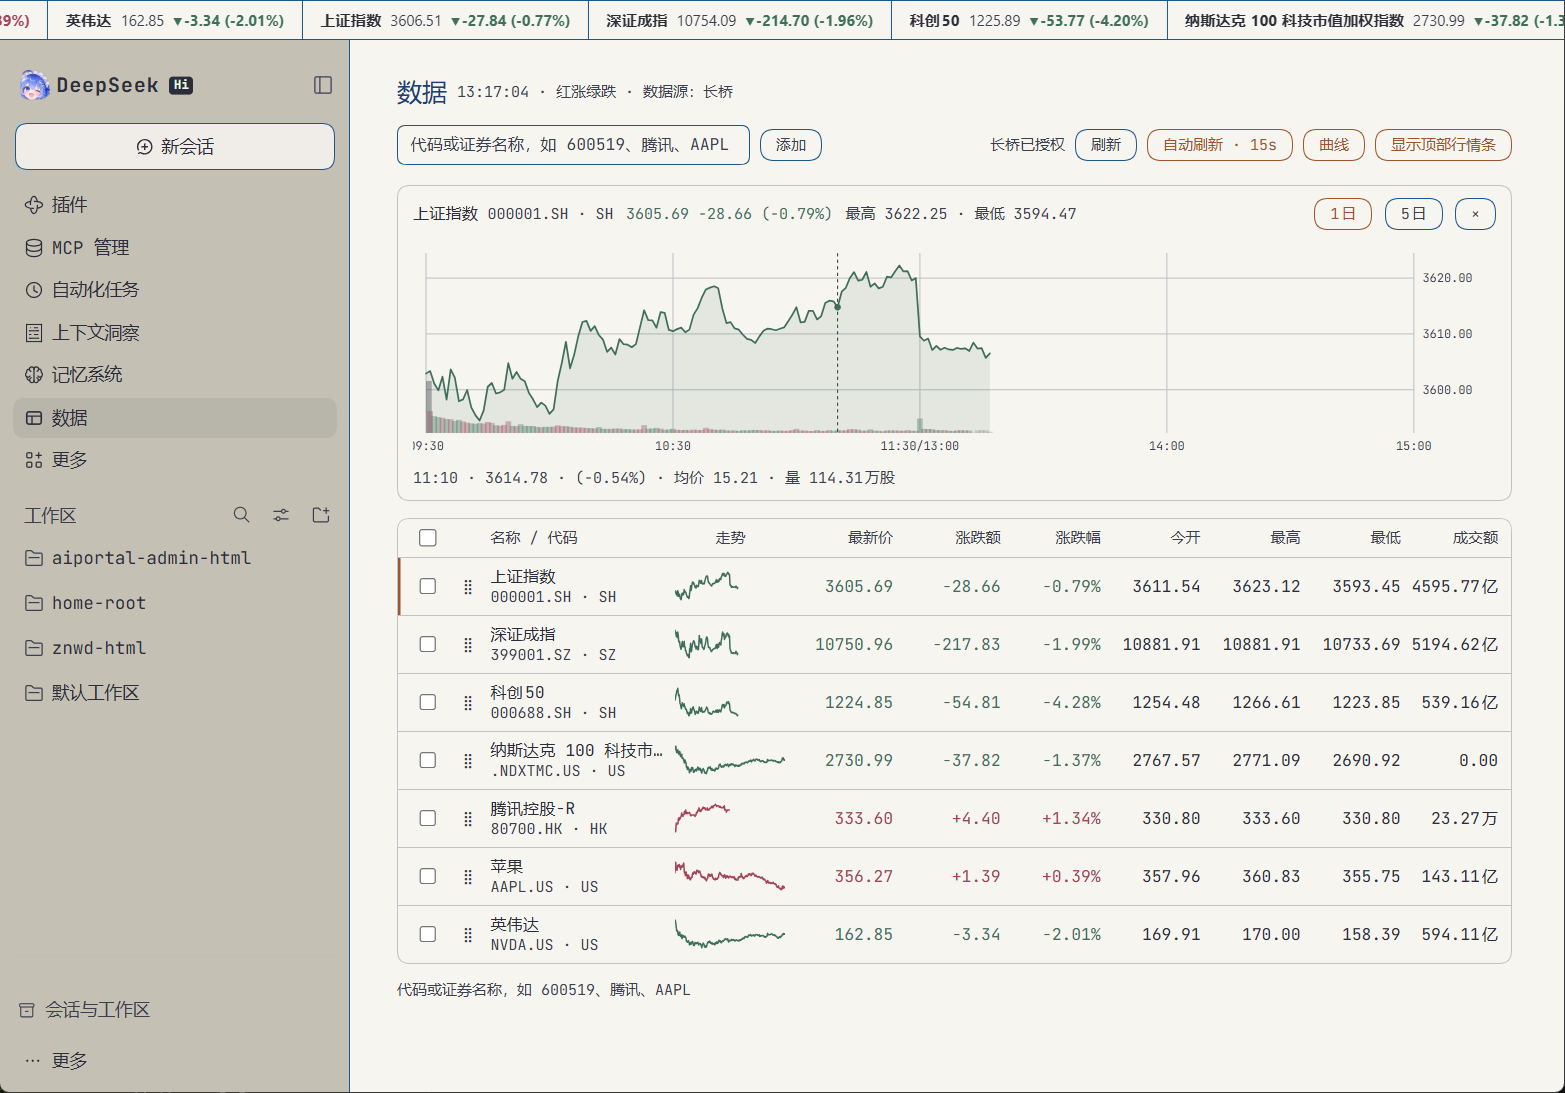 39%) 英伟达 162.85 ▼-3.34 (-2.01%) 上证指数 3606.51 ▼-27.84 (-0.77%) 深证成指 10754.09 ▼-214.70 (-1.96%) 科创50 1225.89 ▼-53.77 (-4.20%) 纳斯达克 100 科技市值加权指数 2730.99 ▼-37.82 (-1.3
DeepSeek Hi
新会话
插件
MCP 管理
自动化任务
上下文洞察
记忆系统
数据
更多
工作区
aiportal-admin-html
home-root
znwd-html
默认工作区
会话与工作区
··· 更多
数据 13:17:04 · 红涨绿跌 · 数据源: 长桥
代码或证券名称, 如 600519、腾讯、AAPL 添加 长桥已授权 刷新 自动刷新 · 15s 曲线 显示顶部行情条
上证指数 000001.SH · SH 3605.69 -28.66 (-0.79%) 最高 3622.25 · 最低 3594.47 1日 5日 ×
3620.00
3610.00
3600.00
09:30 10:30 11:30/13:00 14:00 15:00
11:10 · 3614.78 · (-0.54%) · 均价 15.21 · 量 114.31万股
名称 / 代码 走势 最新价 涨跌额 涨跌幅 今开 最高 最低 成交额
上证指数
000001.SH · SH 3605.69 -28.66 -0.79% 3611.54 3623.12 3593.45 4595.77亿
深证成指
399001.SZ · SZ 10750.96 -217.83 -1.99% 10881.91 10881.91 10733.69 5194.62亿
科创50
000688.SH · SH 1224.85 -54.81 -4.28% 1254.48 1266.61 1223.85 539.16亿
纳斯达克 100 科技市…
.NDXTMC.US · US 2730.99 -37.82 -1.37% 2767.57 2771.09 2690.92 0.00
腾讯控股-R
80700.HK · HK 333.60 +4.40 +1.34% 330.80 333.60 330.80 23.27万
苹果
AAPL.US · US 356.27 +1.39 +0.39% 357.96 360.83 355.75 143.11亿
英伟达
NVDA.US · US 162.85 -3.34 -2.01% 169.91 170.00 158.39 594.11亿
代码或证券名称, 如 600519、腾讯、AAPL